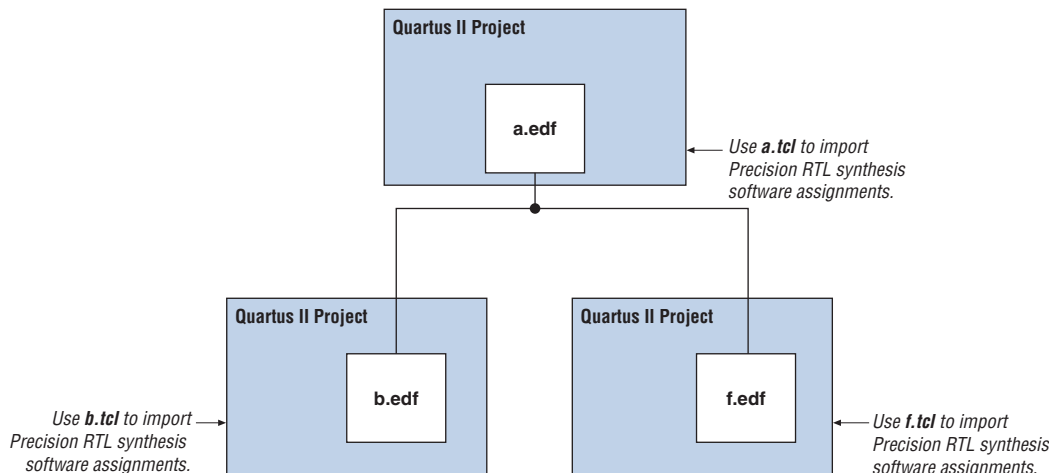 Quartus II Project
a.edf
Use a.tcl to import
Precision RTL synthesis
software assignments.
Quartus II Project
b.edf
Use b.tcl to import
Precision RTL synthesis
software assignments.
Quartus II Project
f.edf
Use f.tcl to import
Precision RTL synthesis
software assignments.